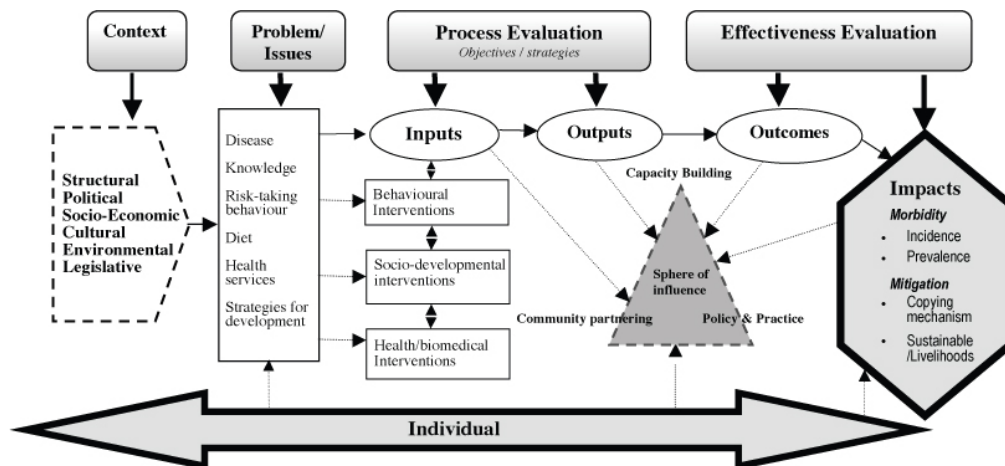 Context
Problem/
Issues
Process Evaluation
Objectives / strategies
Effectiveness Evaluation
Structural
Political
Socio-Economic
Cultural
Environmental
Legislative
Disease
Knowledge
Risk-taking
behaviour
Diet
Health
services
Strategies for
development
Inputs
Behavioural
Interventions
Socio-developmental
interventions
Health/biomedical
Interventions
Outputs
Outcomes
Capacity Building
Sphere of
influence
Community partnering
Policy & Practice
Impacts
Morbidity
• Incidence
• Prevalence
Mitigation
• Copying
mechanism
• Sustainable
/Livelihoods
Individual